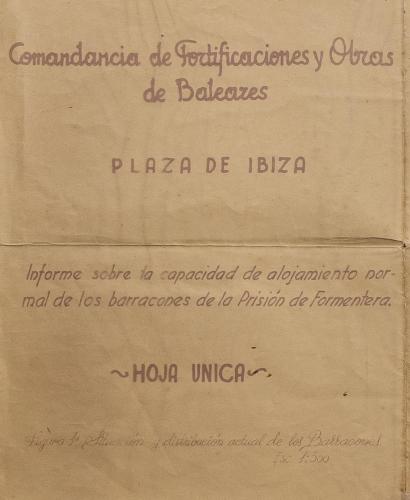 Comandancia de Fortificaciones y Obras
de Baleares
PLAZA DE IBIZA
Informe sobre la capacidad de alojamiento nor-
mal de los barracones de la Prisión de Formentera.
~HOJA UNICA~
Figura 1ª Situación y distribución actual de los Barracones.
Esc. 1:500